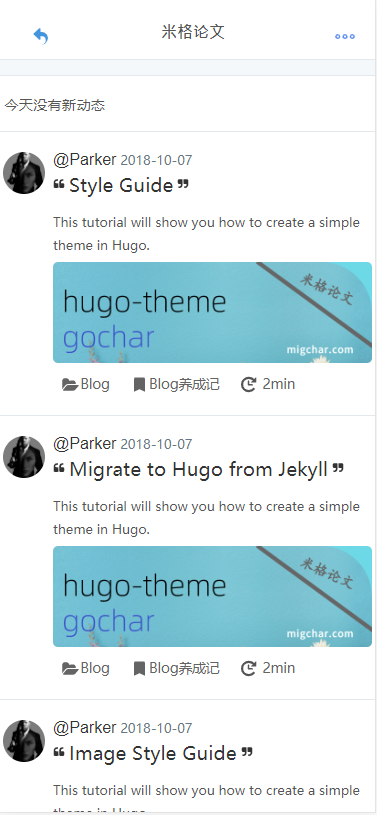 米格论文
今天没有新动态
@Parker 2018-10-07
❝ Style Guide ❞
This tutorial will show you how to create a simple
theme in Hugo.
米格论文
hugo-theme
gochar
migchar.com
Blog Blog养成记 2min
@Parker 2018-10-07
❝ Migrate to Hugo from Jekyll ❞
This tutorial will show you how to create a simple
theme in Hugo.
米格论文
hugo-theme
gochar
migchar.com
Blog Blog养成记 2min
@Parker 2018-10-07
❝ Image Style Guide ❞
This tutorial will show you how to create a simple
theme in Hugo.